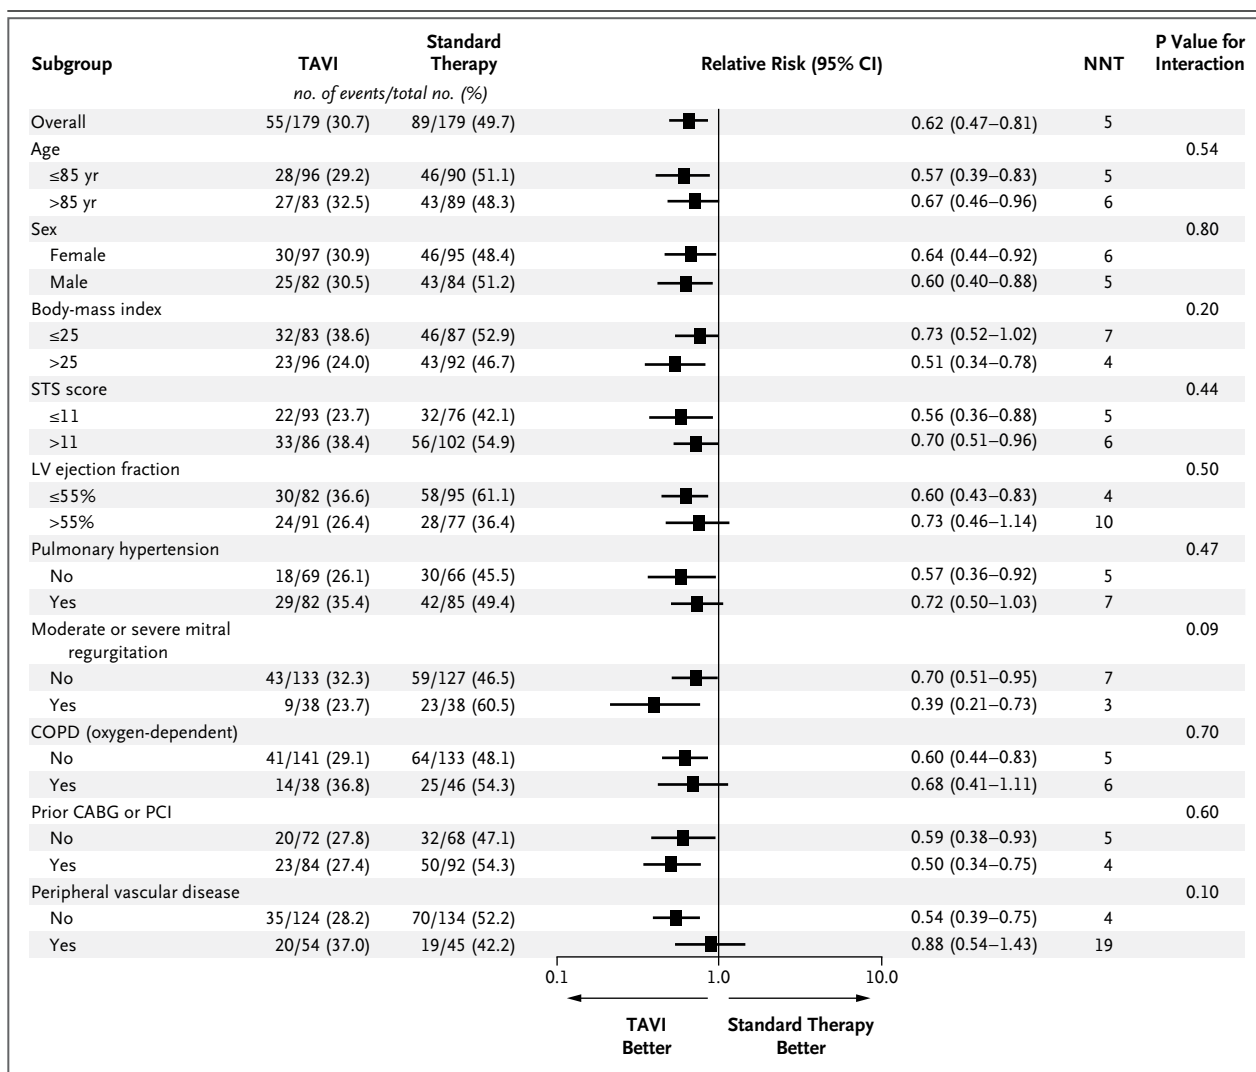 Subgroup TAVI Standard Therapy Relative Risk (95% CI) NNT P Value for Interaction
no. of events/total no. (%)
Overall 55/179 (30.7) 89/179 (49.7) 0.62 (0.47–0.81) 5
Age 0.54
≤85 yr 28/96 (29.2) 46/90 (51.1) 0.57 (0.39–0.83) 5
>85 yr 27/83 (32.5) 43/89 (48.3) 0.67 (0.46–0.96) 6
Sex 0.80
Female 30/97 (30.9) 46/95 (48.4) 0.64 (0.44–0.92) 6
Male 25/82 (30.5) 43/84 (51.2) 0.60 (0.40–0.88) 5
Body-mass index 0.20
≤25 32/83 (38.6) 46/87 (52.9) 0.73 (0.52–1.02) 7
>25 23/96 (24.0) 43/92 (46.7) 0.51 (0.34–0.78) 4
STS score 0.44
≤11 22/93 (23.7) 32/76 (42.1) 0.56 (0.36–0.88) 5
>11 33/86 (38.4) 56/102 (54.9) 0.70 (0.51–0.96) 6
LV ejection fraction 0.50
≤55% 30/82 (36.6) 58/95 (61.1) 0.60 (0.43–0.83) 4
>55% 24/91 (26.4) 28/77 (36.4) 0.73 (0.46–1.14) 10
Pulmonary hypertension 0.47
No 18/69 (26.1) 30/66 (45.5) 0.57 (0.36–0.92) 5
Yes 29/82 (35.4) 42/85 (49.4) 0.72 (0.50–1.03) 7
Moderate or severe mitral 0.09
regurgitation
No 43/133 (32.3) 59/127 (46.5) 0.70 (0.51–0.95) 7
Yes 9/38 (23.7) 23/38 (60.5) 0.39 (0.21–0.73) 3
COPD (oxygen-dependent) 0.70
No 41/141 (29.1) 64/133 (48.1) 0.60 (0.44–0.83) 5
Yes 14/38 (36.8) 25/46 (54.3) 0.68 (0.41–1.11) 6
Prior CABG or PCI 0.60
No 20/72 (27.8) 32/68 (47.1) 0.59 (0.38–0.93) 5
Yes 23/84 (27.4) 50/92 (54.3) 0.50 (0.34–0.75) 4
Peripheral vascular disease 0.10
No 35/124 (28.2) 70/134 (52.2) 0.54 (0.39–0.75) 4
Yes 20/54 (37.0) 19/45 (42.2) 0.88 (0.54–1.43) 19
0.1 1.0 10.0
TAVI Standard Therapy
Better Better